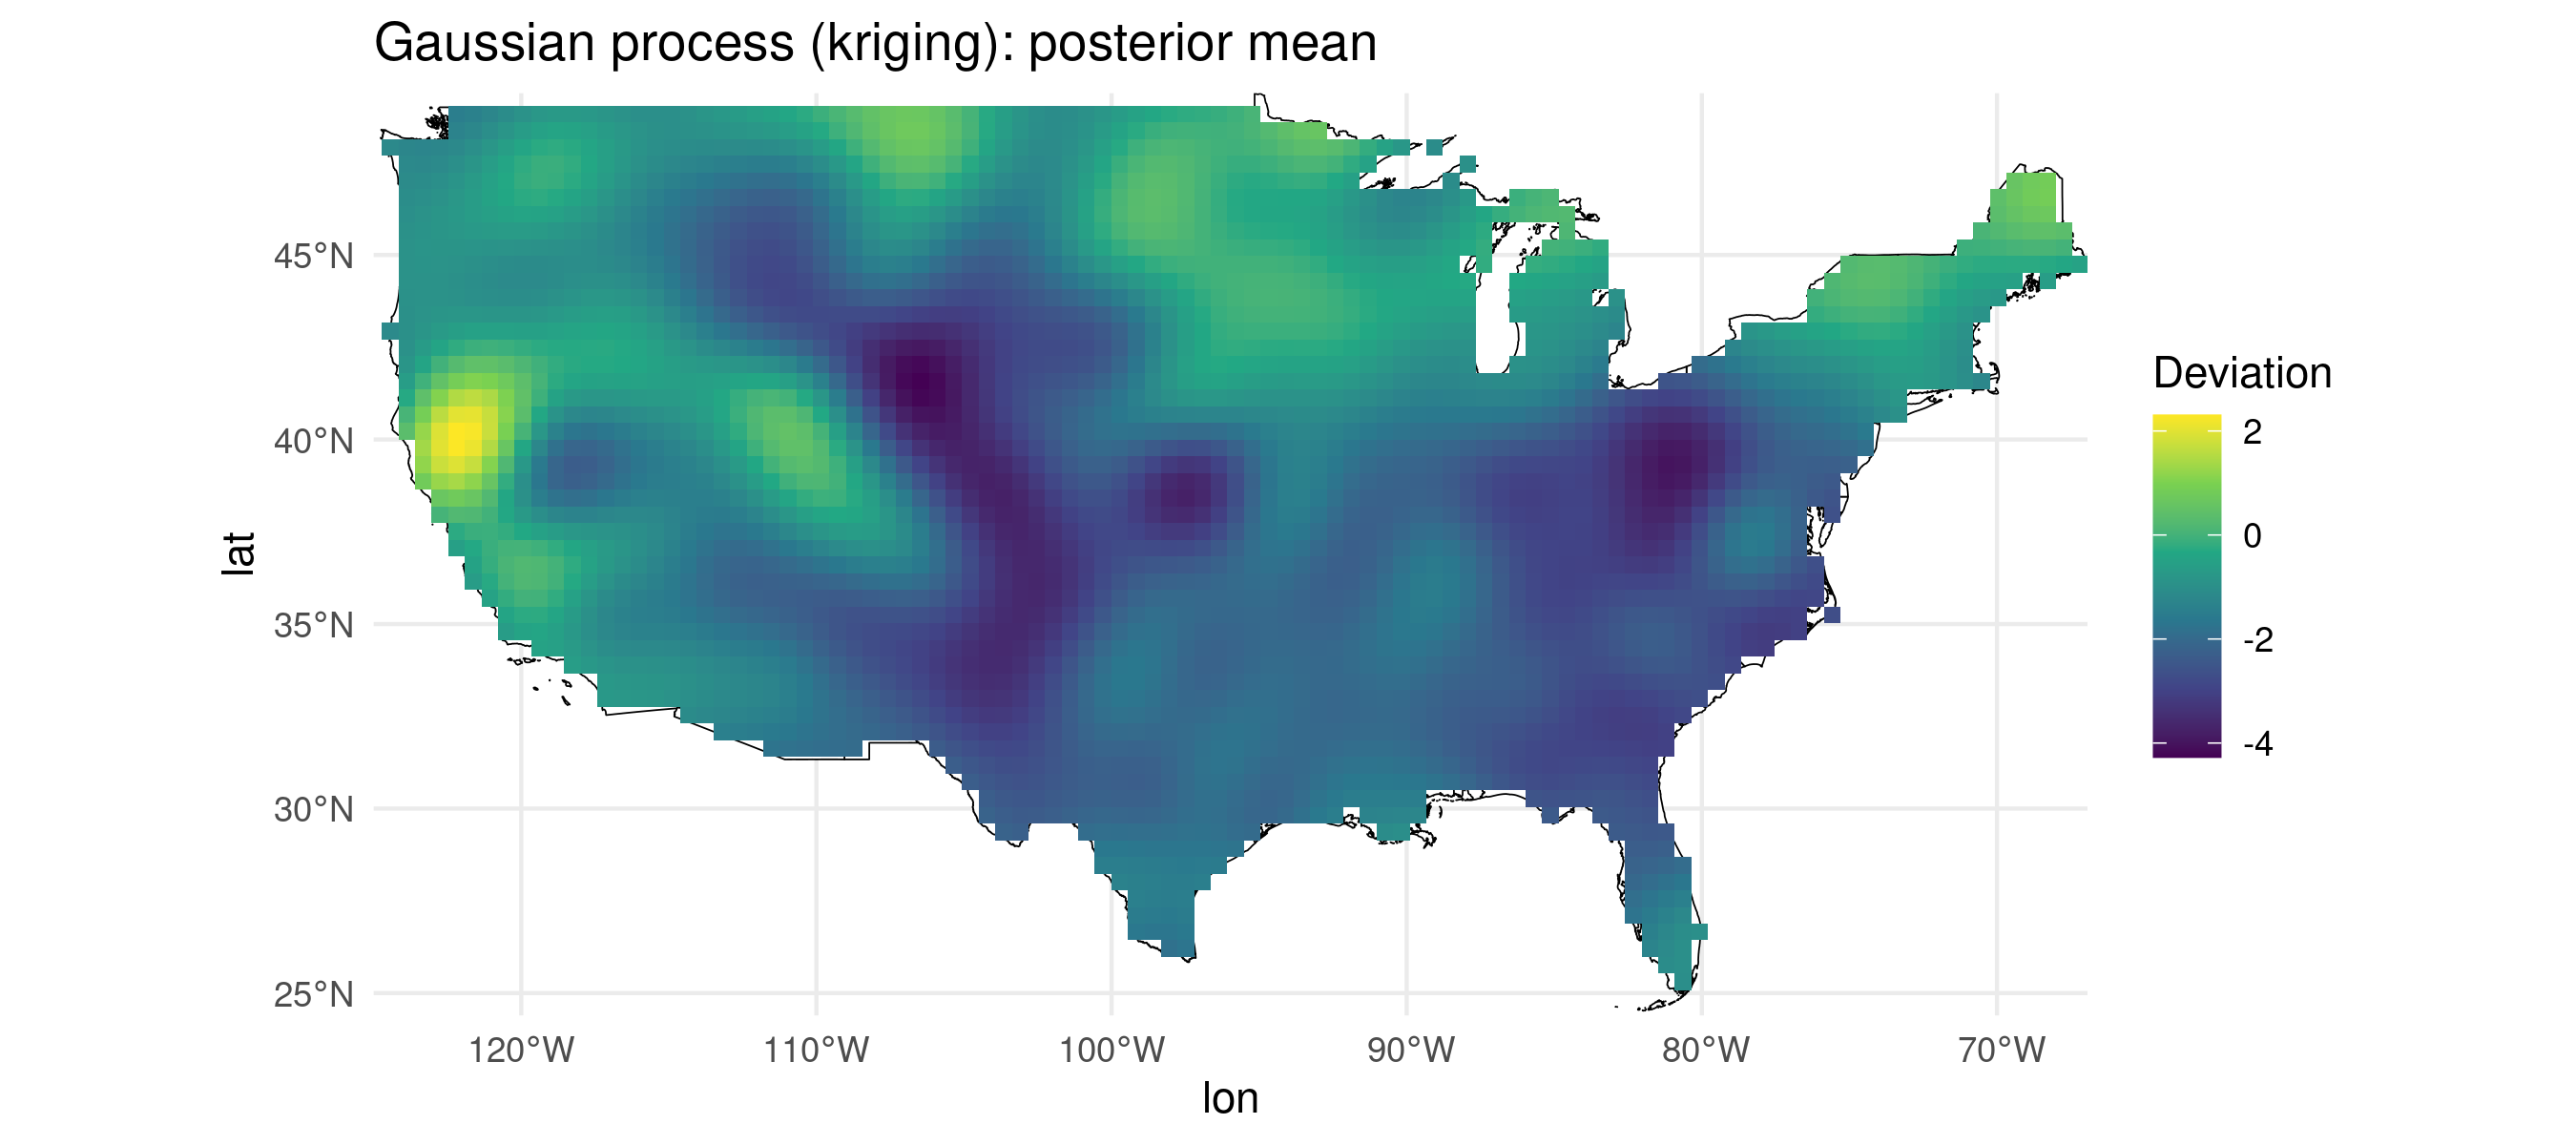 Gaussian process (kriging): posterior mean
45°N
40°N
35°N
30°N
25°N
lat
120°W
110°W
100°W
90°W
80°W
70°W
lon
Deviation
2
0
-2
-4